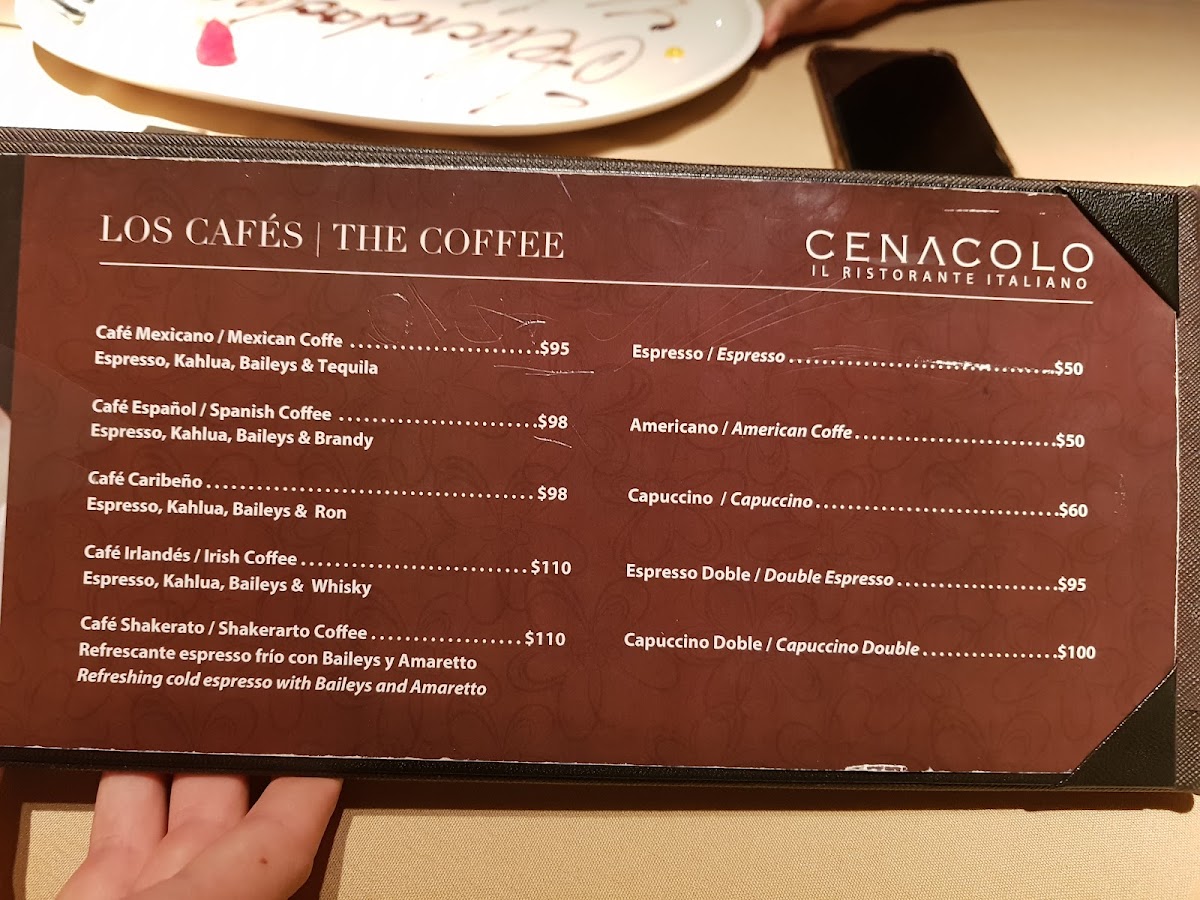 LOS CAFÉS | THE COFFEE
CENACOLO
IL RISTORANTE ITALIANO
Café Mexicano / Mexican Coffe ........................$95
Espresso, Kahlua, Baileys & Tequila
Café Español / Spanish Coffee ........................$98
Espresso, Kahlua, Baileys & Brandy
Café Caribeño........................................$98
Espresso, Kahlua, Baileys & Ron
Café Irlandés / Irish Coffee............................$110
Espresso, Kahlua, Baileys & Whisky
Café Shakerato / Shakerarto Coffee.................. $110
Refrescante espresso frío con Baileys y Amaretto
Refreshing cold espresso with Baileys and Amaretto
Espresso / Espresso ................................$50
Americano / American Coffe........................$50
Capuccino / Capuccino..............................$60
Espresso Doble / Double Espresso ....................$95
Capuccino Doble / Capuccino Double.................$100